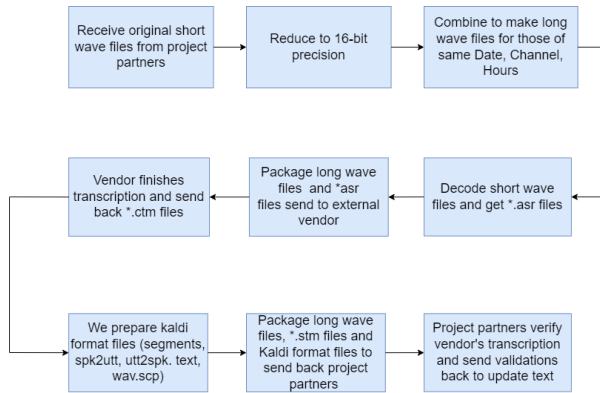 Receive original short
wave files from project
partners
Reduce to 16-bit
precision
Combine to make long
wave files for those of
same Date, Channel,
Hours
Decode short wave
files and get *.asr files
Package long wave
files  and *asr
files send to external
vendor
Vendor finishes
transcription and send
back *.ctm files
We prepare kaldi
format files (segments,
spk2utt, utt2spk. text,
wav.scp)
Package long wave
files, *.stm files and
Kaldi format files to
send back project
partners
Project partners verify
vendor's transcription
and send validations
back to update text